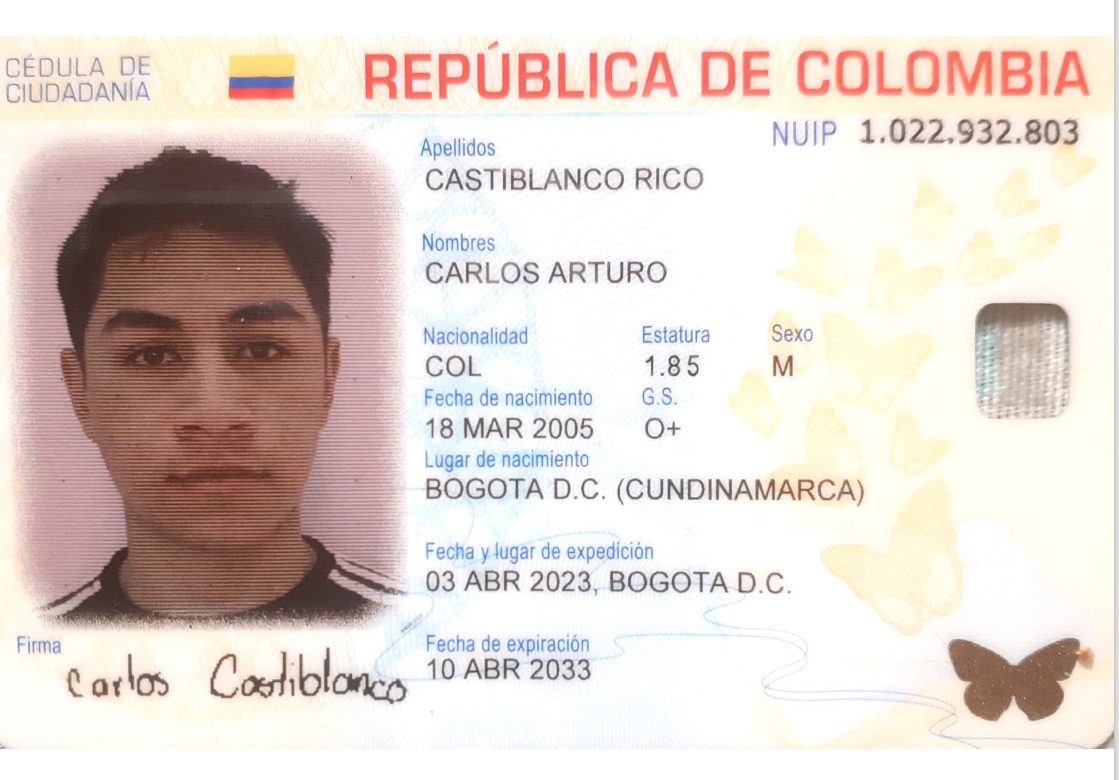 CÉDULA DE
CIUDADANÍA
REPÚBLICA DE COLOMBIA
NUIP 1.022.932.803
Apellidos
CASTIBLANCO RICO
Nombres
CARLOS ARTURO
Nacionalidad Estatura Sexo
COL 1.85 M
Fecha de nacimiento G.S.
18 MAR 2005 O+
Lugar de nacimiento
BOGOTA D.C. (CUNDINAMARCA)
Fecha y lugar de expedición
03 ABR 2023, BOGOTA D.C.
Fecha de expiración
10 ABR 2033
Firma
Carlos Castiblanco